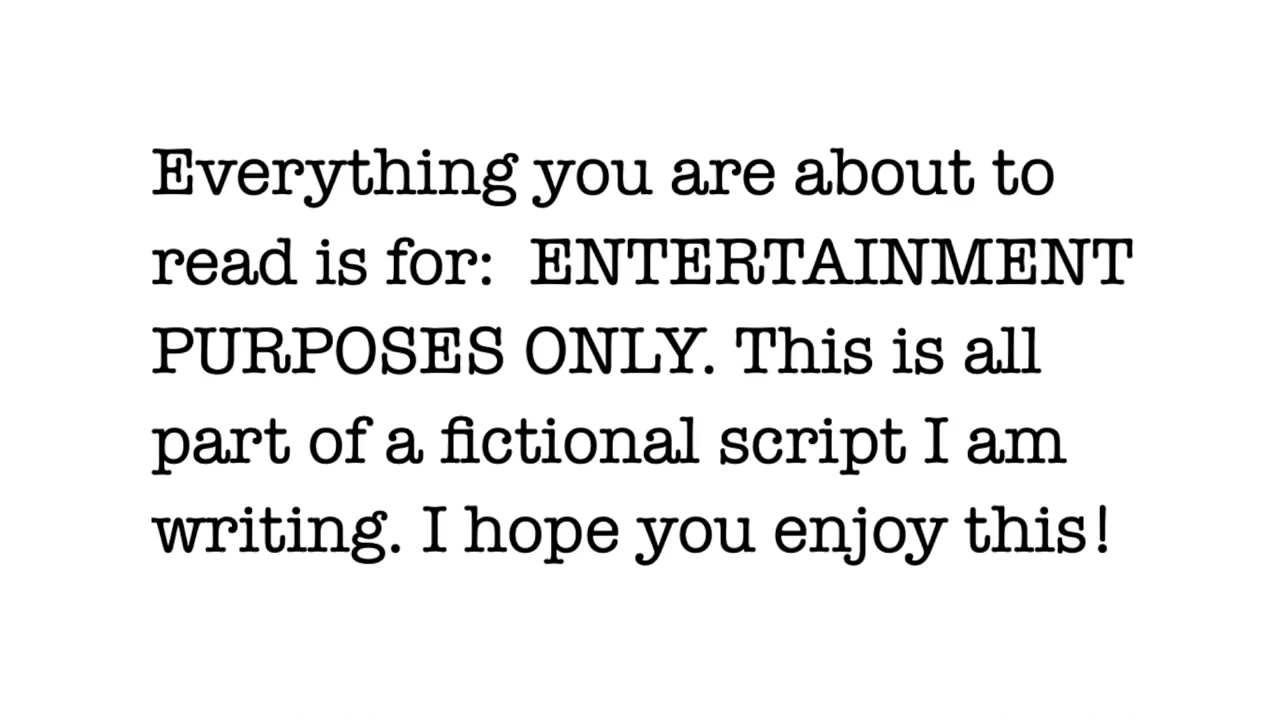 Everything you are about to
read is for:  ENTERTAINMENT
PURPOSES ONLY. This is all
part of a fictional script I am
writing. I hope you enjoy this!